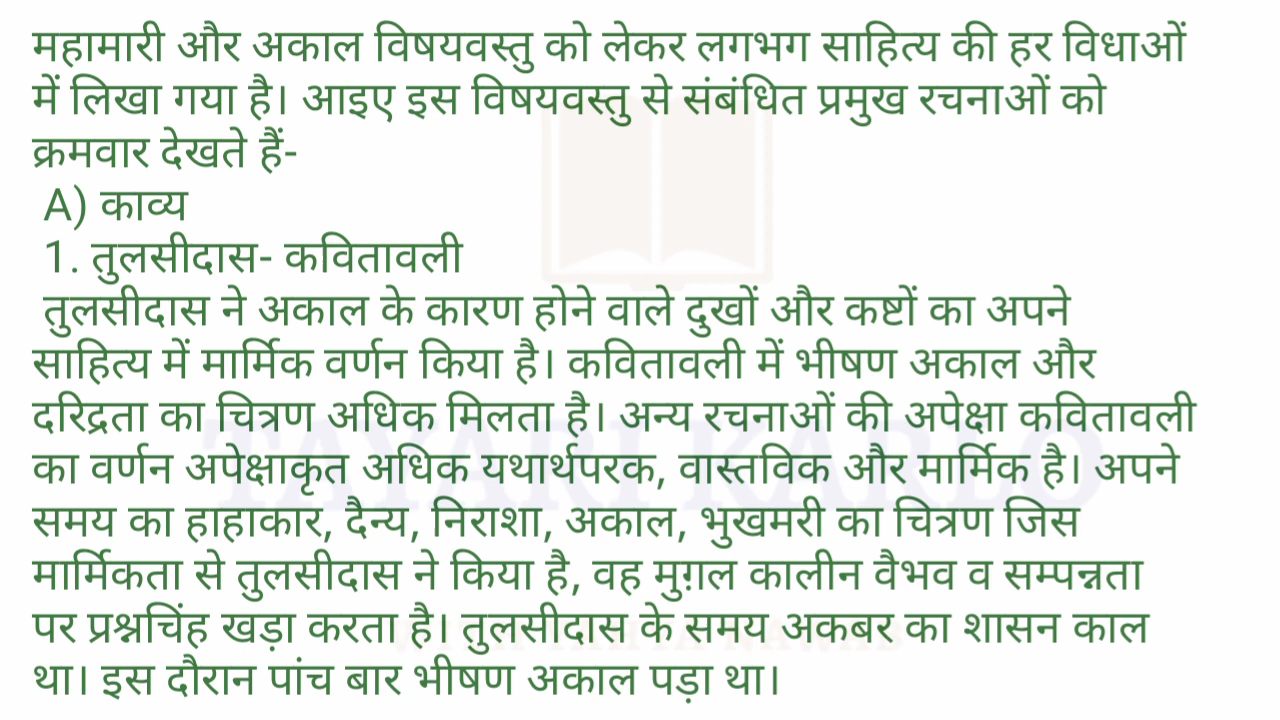 महामारी और अकाल विषयवस्तु को लेकर लगभग साहित्य की हर विधाओं
में लिखा गया है। आइए इस विषयवस्तु से संबंधित प्रमुख रचनाओं को
क्रमवार देखते हैं-
A) काव्य
1. तुलसीदास- कवितावली
तुलसीदास ने अकाल के कारण होने वाले दुखों और कष्टों का अपने
साहित्य में मार्मिक वर्णन किया है। कवितावली में भीषण अकाल और
दरिद्रता का चित्रण अधिक मिलता है। अन्य रचनाओं की अपेक्षा कवितावली
का वर्णन अपेक्षाकृत अधिक यथार्थपरक, वास्तविक और मार्मिक है। अपने
समय का हाहाकार, दैन्य, निराशा, अकाल, भुखमरी का चित्रण जिस
मार्मिकता से तुलसीदास ने किया है, वह मुग़ल कालीन वैभव व सम्पन्नता
पर प्रश्नचिंह खड़ा करता है। तुलसीदास के समय अकबर का शासन काल
था। इस दौरान पांच बार भीषण अकाल पड़ा था।
TAYARI KARLO